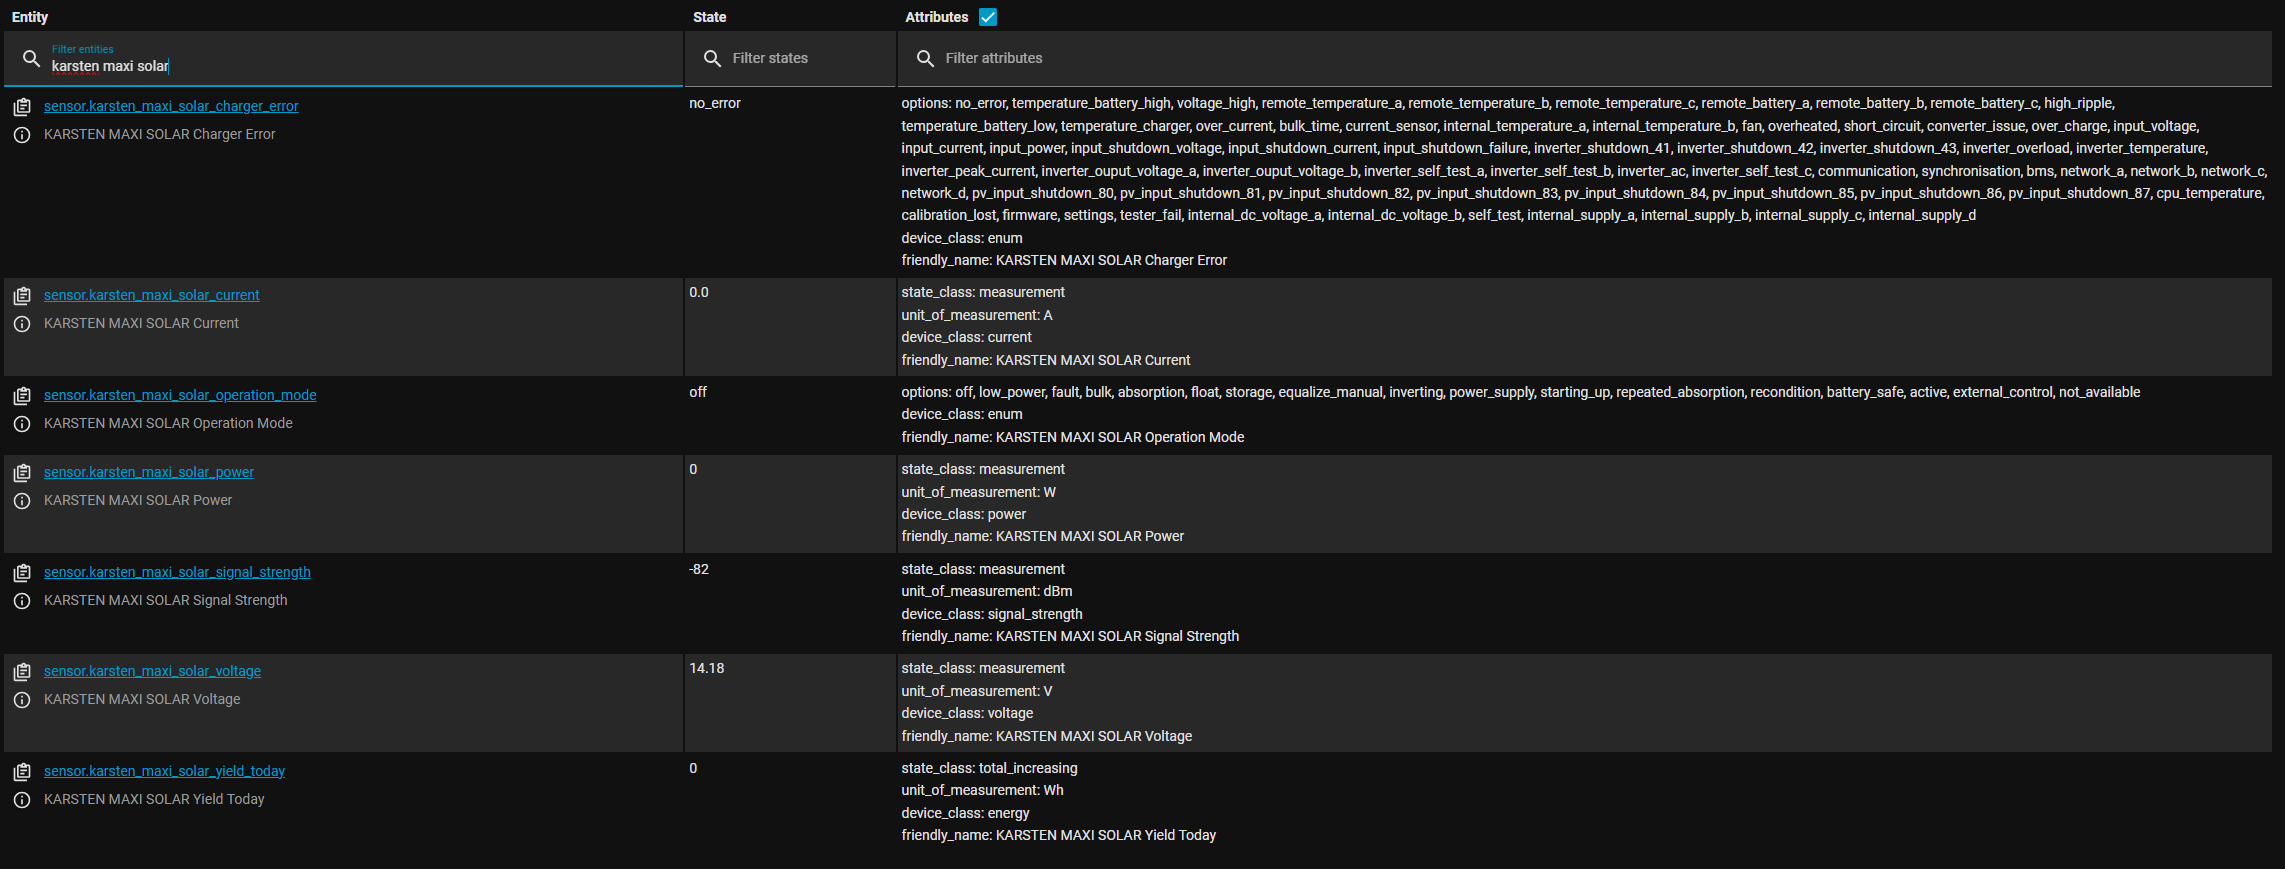 Entity State Attributes
Filter entities
karsten maxi solar
Filter states
Filter attributes
sensor.karsten_maxi_solar_charger_error
KARSTEN MAXI SOLAR Charger Error
no_error
options: no_error, temperature_battery_high, voltage_high, remote_temperature_a, remote_temperature_b, remote_temperature_c, remote_battery_a, remote_battery_b, remote_battery_c, high_ripple,
temperature_battery_low, temperature_charger, over_current, bulk_time, current_sensor, internal_temperature_a, internal_temperature_b, fan, overheated, short_circuit, converter_issue, over_charge, input_voltage,
input_current, input_power, input_shutdown_voltage, input_shutdown_current, input_shutdown_failure, inverter_shutdown_41, inverter_shutdown_42, inverter_shutdown_43, inverter_overload, inverter_temperature,
inverter_peak_current, inverter_ouput_voltage_a, inverter_ouput_voltage_b, inverter_self_test_a, inverter_self_test_b, inverter_ac, inverter_self_test_c, communication, synchronisation, bms, network_a, network_b, network_c,
network_d, pv_input_shutdown_80, pv_input_shutdown_81, pv_input_shutdown_82, pv_input_shutdown_83, pv_input_shutdown_84, pv_input_shutdown_85, pv_input_shutdown_86, pv_input_shutdown_87, cpu_temperature,
calibration_lost, firmware, settings, tester_fail, internal_dc_voltage_a, internal_dc_voltage_b, self_test, internal_supply_a, internal_supply_b, internal_supply_c, internal_supply_d
device_class: enum
friendly_name: KARSTEN MAXI SOLAR Charger Error
sensor.karsten_maxi_solar_current
KARSTEN MAXI SOLAR Current
0.0
state_class: measurement
unit_of_measurement: A
device_class: current
friendly_name: KARSTEN MAXI SOLAR Current
sensor.karsten_maxi_solar_operation_mode
KARSTEN MAXI SOLAR Operation Mode
off
options: off, low_power, fault, bulk, absorption, float, storage, equalize_manual, inverting, power_supply, starting_up, repeated_absorption, recondition, battery_safe, active, external_control, not_available
device_class: enum
friendly_name: KARSTEN MAXI SOLAR Operation Mode
sensor.karsten_maxi_solar_power
KARSTEN MAXI SOLAR Power
0
state_class: measurement
unit_of_measurement: W
device_class: power
friendly_name: KARSTEN MAXI SOLAR Power
sensor.karsten_maxi_solar_signal_strength
KARSTEN MAXI SOLAR Signal Strength
-82
state_class: measurement
unit_of_measurement: dBm
device_class: signal_strength
friendly_name: KARSTEN MAXI SOLAR Signal Strength
sensor.karsten_maxi_solar_voltage
KARSTEN MAXI SOLAR Voltage
14.18
state_class: measurement
unit_of_measurement: V
device_class: voltage
friendly_name: KARSTEN MAXI SOLAR Voltage
sensor.karsten_maxi_solar_yield_today
KARSTEN MAXI SOLAR Yield Today
0
state_class: total_increasing
unit_of_measurement: Wh
device_class: energy
friendly_name: KARSTEN MAXI SOLAR Yield Today